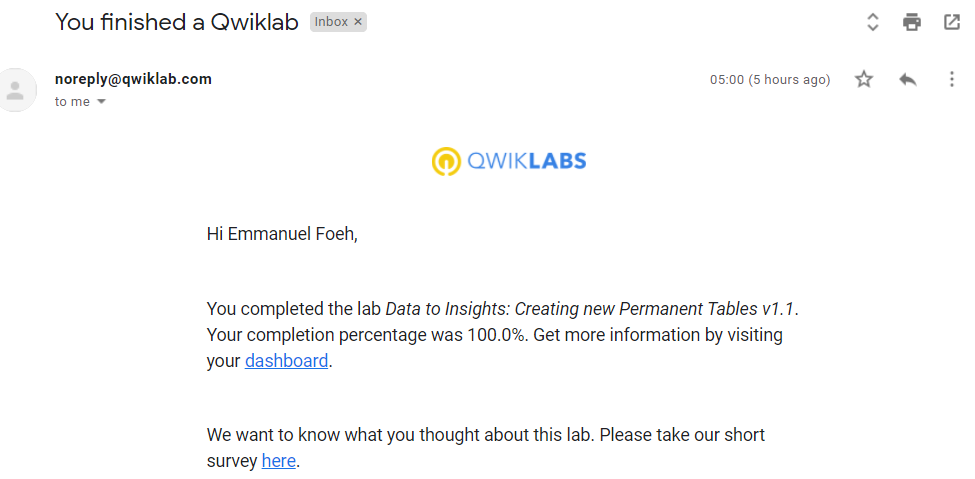 You finished a Qwiklab Inbox ×
noreply@qwiklab.com 05:00 (5 hours ago)
to me
QWIKLABS
Hi Emmanuel Foeh,
You completed the lab Data to Insights: Creating new Permanent Tables v1.1.
Your completion percentage was 100.0%. Get more information by visiting
your dashboard.
We want to know what you thought about this lab. Please take our short
survey here.